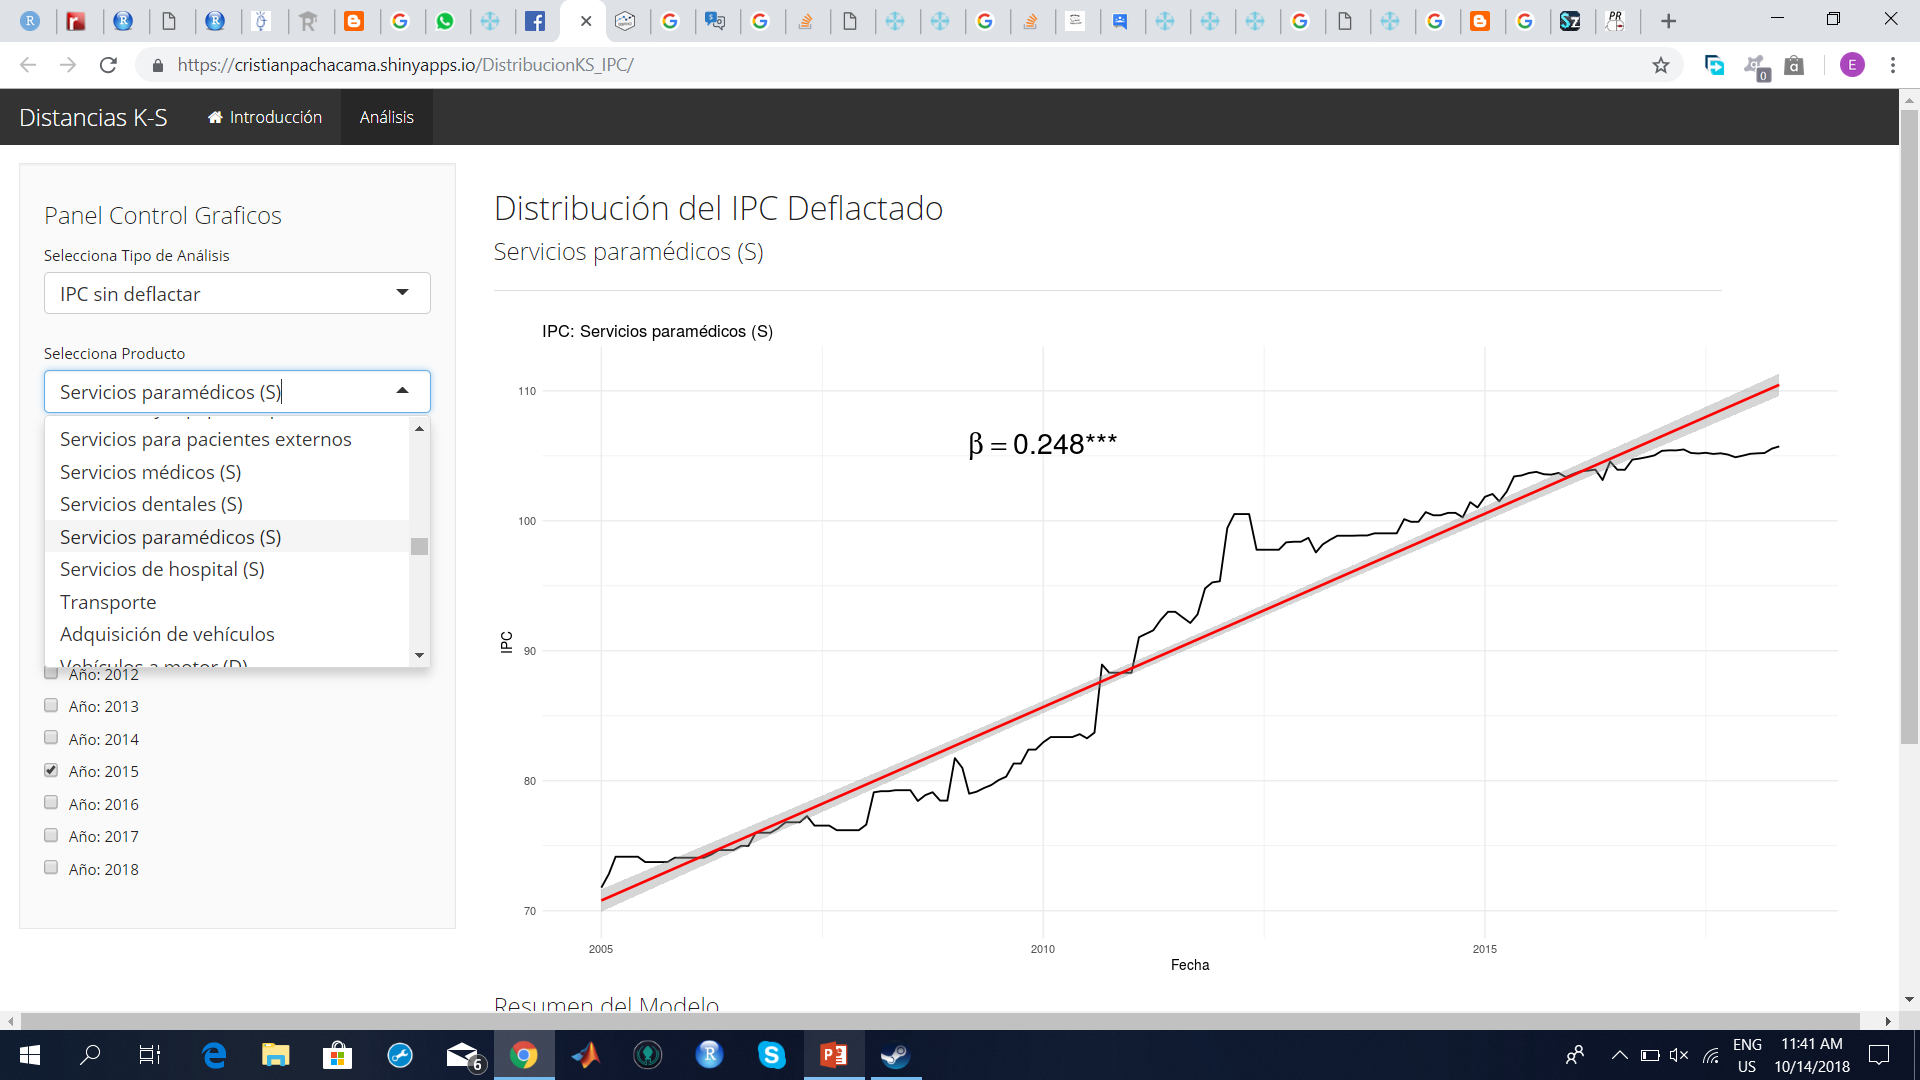 https://cristianpachacama.shinyapps.io/DistribucionKS_IPC/
0
E
Distancias K-S
Introducción
Análisis
Panel Control Graficos
Selecciona Tipo de Análisis
IPC sin deflactar
Selecciona Producto
Servicios paramédicos (S)
Servicios para pacientes externos
Servicios médicos (S)
Servicios dentales (S)
Servicios paramédicos (S)
Servicios de hospital (S)
Transporte
Adquisición de vehículos
Vehículos a motor (D)
Año: 2012
Año: 2013
Año: 2014
Año: 2015
Año: 2016
Año: 2017
Año: 2018
Distribución del IPC Deflactado
Servicios paramédicos (S)
IPC: Servicios paramédicos (S)
β = 0.248***
110
100
90
80
70
IPC
2005
2010
2015
Fecha
Resumen del Modelo
6
ENG
US
11:41 AM
10/14/2018